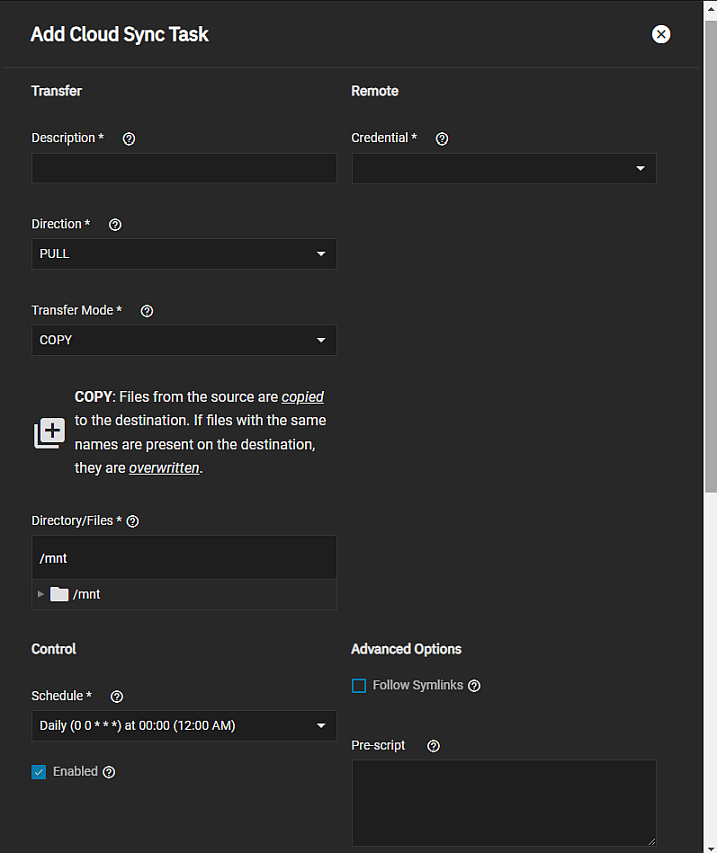 Add Cloud Sync Task
Transfer
Remote
Description *
Credential *
Direction *
PULL
Transfer Mode *
COPY
COPY: Files from the source are copied
to the destination. If files with the same
names are present on the destination,
they are overwritten.
Directory/Files *
/mnt
/mnt
Control
Advanced Options
Follow Symlinks
Schedule *
Daily (0 0 * * *) at 00:00 (12:00 AM)
Pre-script
Enabled